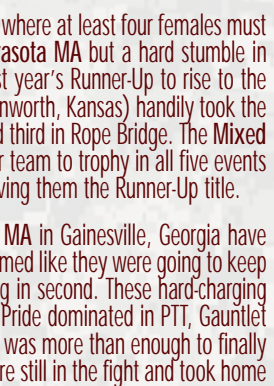 where at least four females must
asota MA but a hard stumble in
st year's Runner-Up to rise to the
nworth, Kansas) handily took the
d third in Rope Bridge. The Mixed
r team to trophy in all five events
ving them the Runner-Up title.
MA in Gainesville, Georgia have
med like they were going to keep
g in second. These hard-charging
Pride dominated in PTT, Gauntlet
was more than enough to finally
re still in the fight and took home